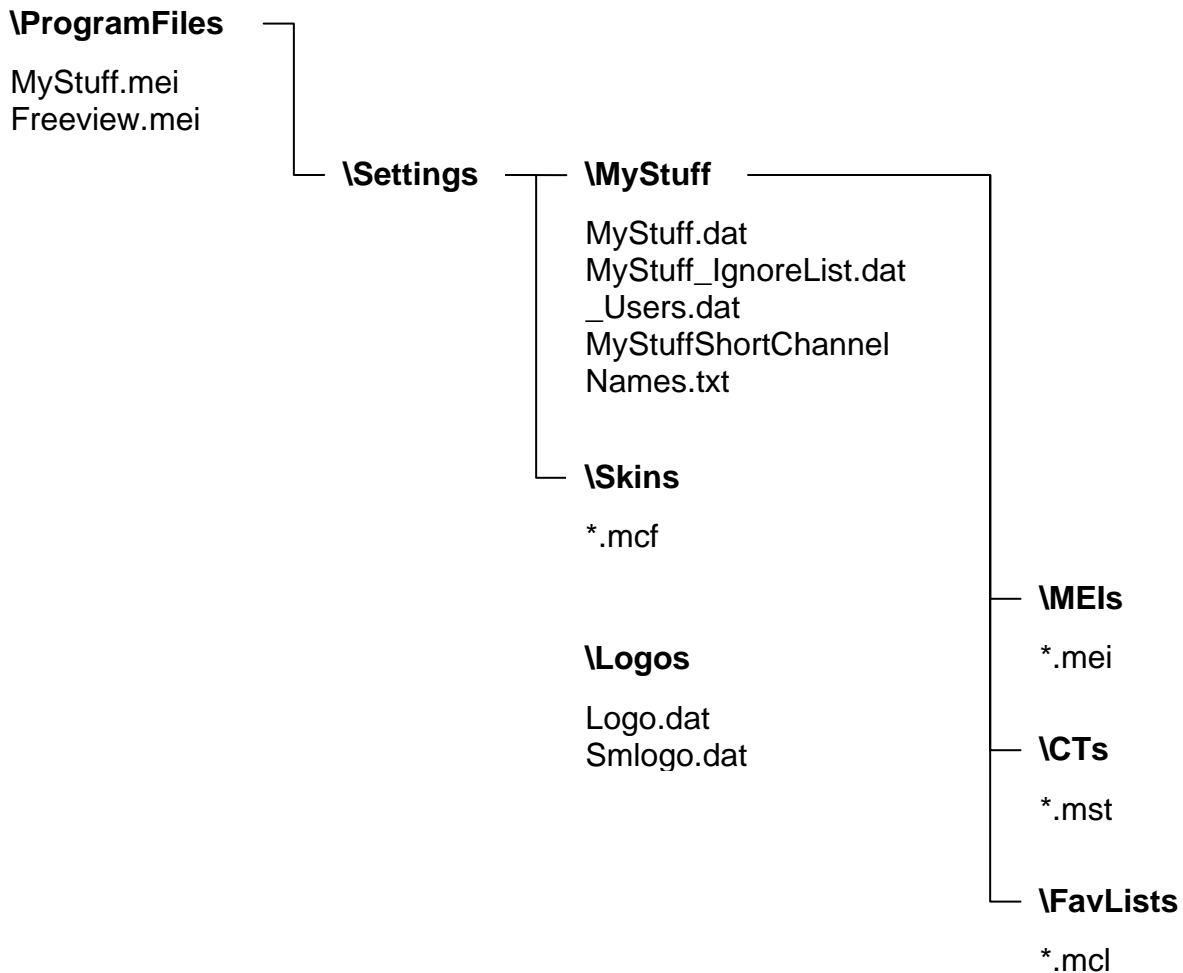 \ProgramFiles
MyStuff.mei
Freeview.mei
\Settings
\MyStuff
MyStuff.dat
MyStuff_IgnoreList.dat
_Users.dat
MyStuffShortChannel
Names.txt
\Skins
*.mcf
\Logos
Logo.dat
Smlogo.dat
\MEIs
*.mei
\CTs
*.mst
\FavLists
*.mcl